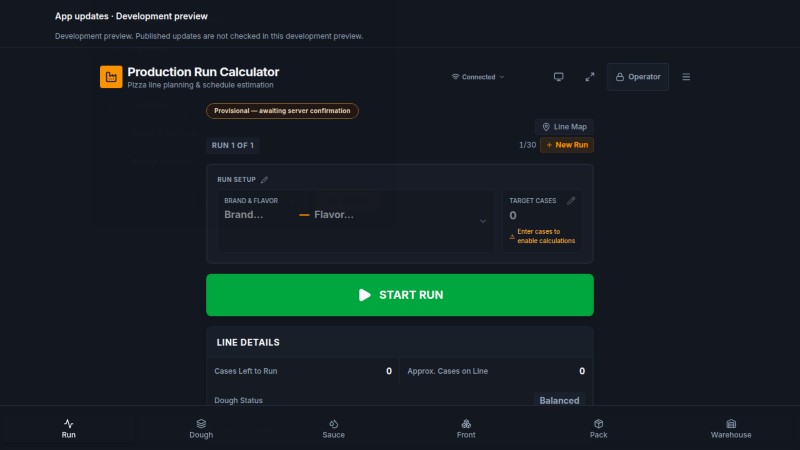 App updates · Development preview
Development preview. Published updates are not checked in this development preview.
Production Run Calculator
Pizza line planning & schedule estimation
Connected
Operator
Provisional — awaiting server confirmation
Line Map
RUN 1 OF 1
1/30
+ New Run
RUN SETUP
BRAND & FLAVOR
Brand... — Flavor...
TARGET CASES
0
Enter cases to
enable calculations
START RUN
LINE DETAILS
Cases Left to Run 0
Approx. Cases on Line 0
Dough Status Balanced
Run
Dough
Sauce
Front
Pack
Warehouse